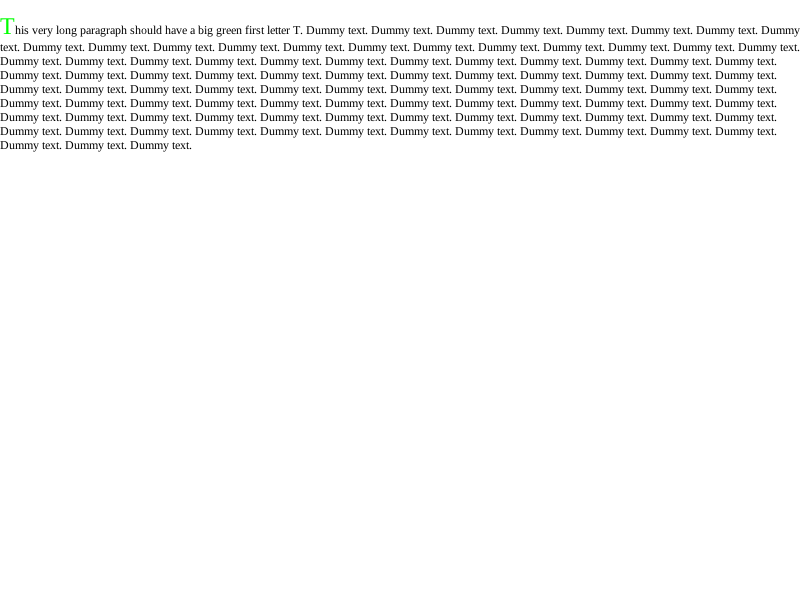 This very long paragraph should have a big green first letter T. Dummy text. Dummy text. Dummy text. Dummy text. Dummy text. Dummy text. Dummy text. Dummy
text. Dummy text. Dummy text. Dummy text. Dummy text. Dummy text. Dummy text. Dummy text. Dummy text. Dummy text. Dummy text. Dummy text. Dummy text.
Dummy text. Dummy text. Dummy text. Dummy text. Dummy text. Dummy text. Dummy text. Dummy text. Dummy text. Dummy text. Dummy text. Dummy text.
Dummy text. Dummy text. Dummy text. Dummy text. Dummy text. Dummy text. Dummy text. Dummy text. Dummy text. Dummy text. Dummy text. Dummy text.
Dummy text. Dummy text. Dummy text. Dummy text. Dummy text. Dummy text. Dummy text. Dummy text. Dummy text. Dummy text. Dummy text. Dummy text.
Dummy text. Dummy text. Dummy text. Dummy text. Dummy text. Dummy text. Dummy text. Dummy text. Dummy text. Dummy text. Dummy text. Dummy text.
Dummy text. Dummy text. Dummy text. Dummy text. Dummy text. Dummy text. Dummy text. Dummy text. Dummy text. Dummy text. Dummy text. Dummy text.
Dummy text. Dummy text. Dummy text. Dummy text. Dummy text. Dummy text. Dummy text. Dummy text. Dummy text. Dummy text. Dummy text. Dummy text.
Dummy text. Dummy text. Dummy text.